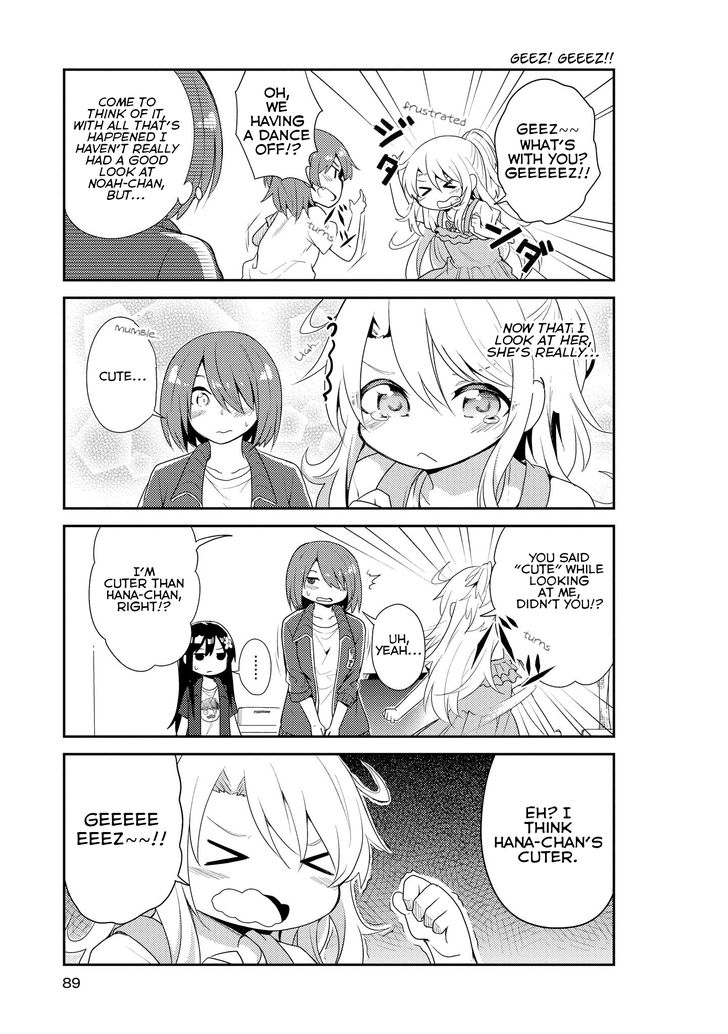 GEEZ! GEEEZ!!
GEEZ~~
WHAT'S
WITH YOU?
GEEEEEZ!!
frustrated
ジダ
ンダ
OH,
WE
HAVING
A DANCE
OFF!?
turns
COME TO
THINK OF IT,
WITH ALL THAT'S
HAPPENED I
HAVEN'T REALLY
HAD A GOOD
LOOK AT
NOAH-CHAN,
BUT...
NOW THAT I
LOOK AT HER,
SHE'S REALLY...
mumble
CUTE...
YOU SAID
"CUTE" WHILE
LOOKING
AT ME,
DIDN'T YOU!?
turns
UH,
YEAH...
....
I'M
CUTER THAN
HANA-CHAN,
RIGHT!?
EH? I
THINK
HANA-CHAN'S
CUTER.
GEEEEE
EEEZ~~!!
89